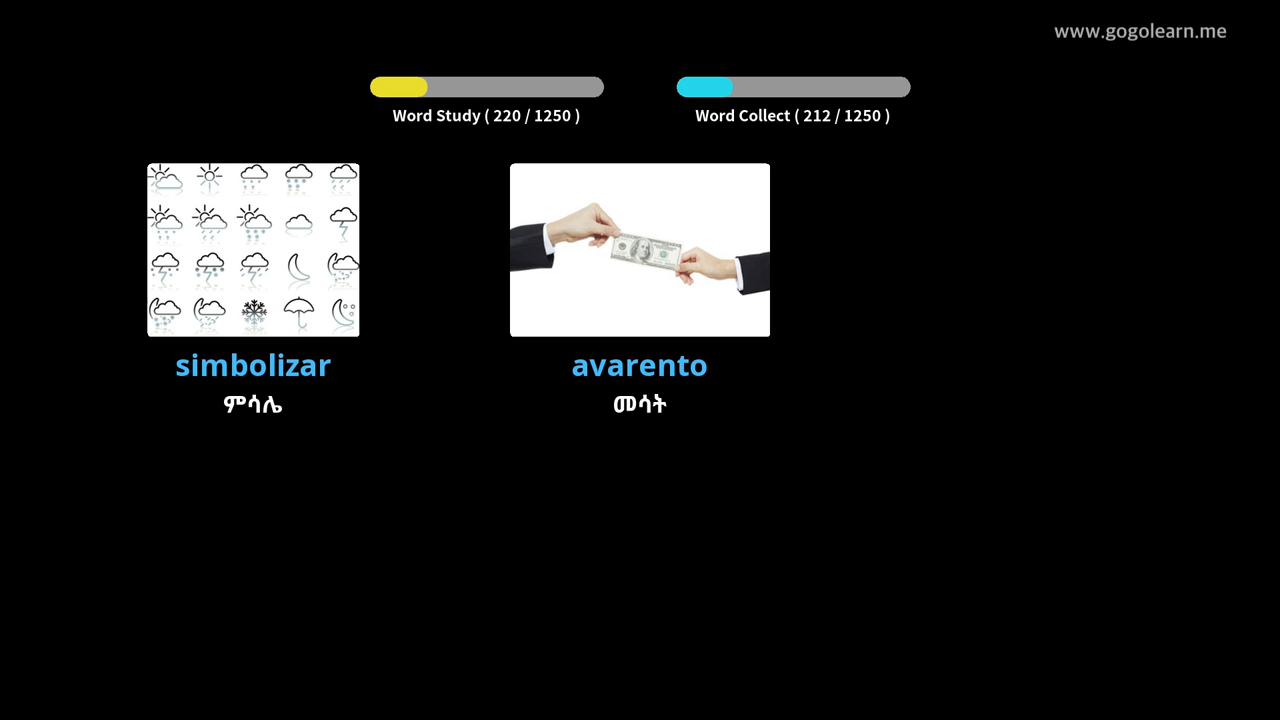 www.gogolearn.me
Word Study ( 220 / 1250 )
Word Collect ( 212 / 1250 )
simbolizar
ምሳሌ
avarento
መሳት